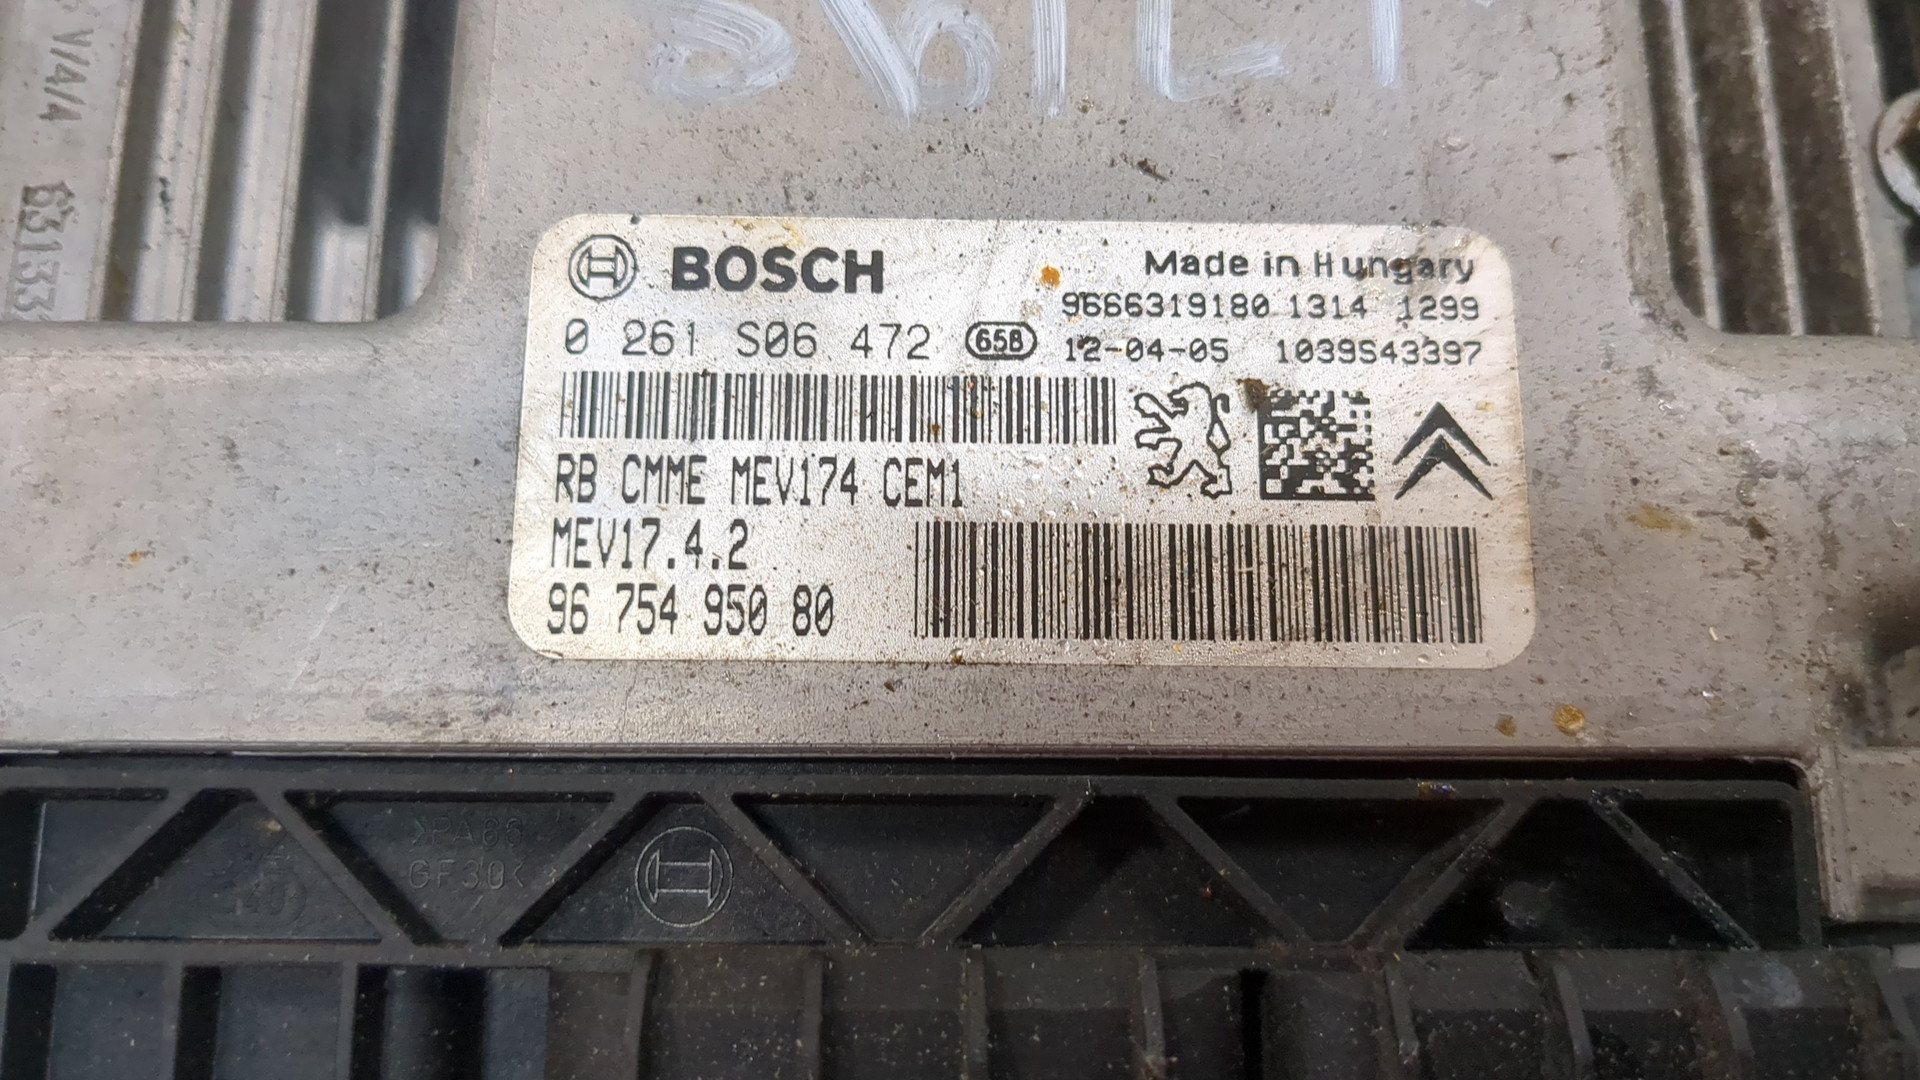 BOSCH
Made in Hungary
9666319180 1314 1299
0 261 S06 472 658 12-04-05 1039S43397
RB CMME MEV174 CEM1
MEV17.4.2
96 754 950 80
>PA66
GF30<